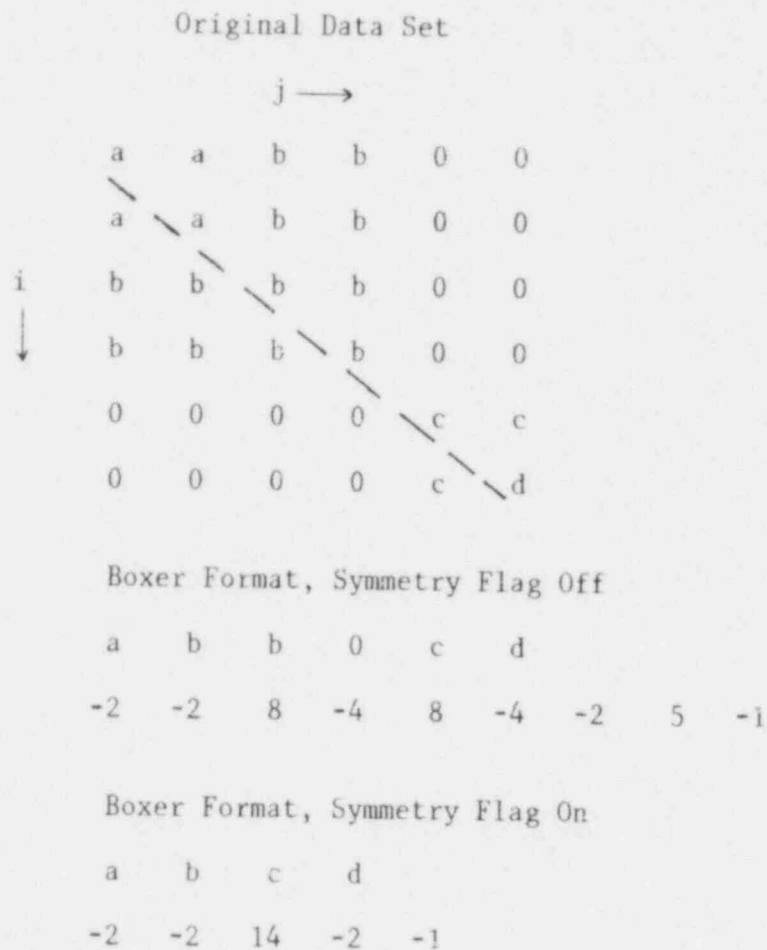 Original Data Set
j →
a a b b 0 0
a a b b 0 0
i b b b b 0 0
↓ b b b b 0 0
0 0 0 0 c c
0 0 0 0 c d
Boxer Format, Symmetry Flag Off
a b b 0 c d
-2 -2 8 -4 8 -4 -2 5 -1
Boxer Format, Symmetry Flag On
a b c d
-2 -2 14 -2 -1